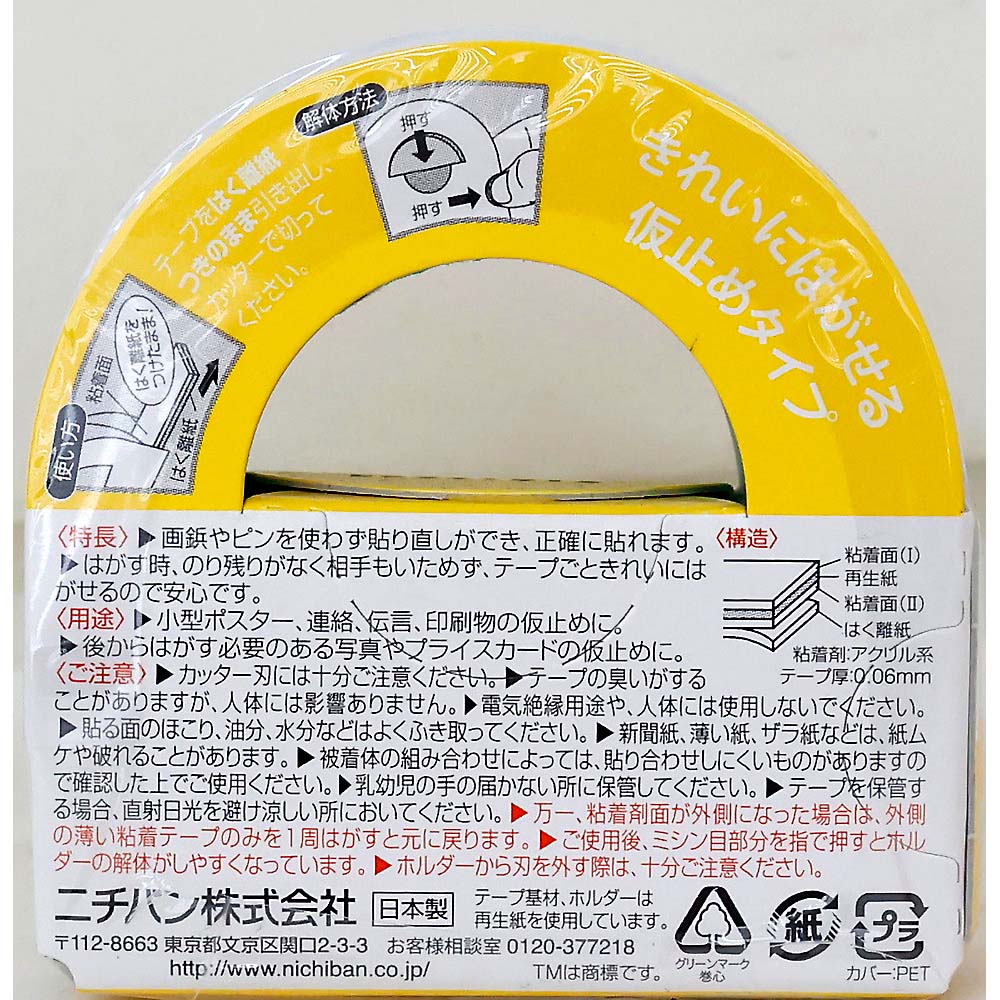 きれいにはがせる
仮止めタイプ
解体方法
押す
押す
テープをはく離紙
つきのまま引き出し、
カッターで切って
ください。
使い方
粘着面
はく離紙を
つけたまま!
はく離紙
〈特長〉▶画鋲やピンを使わず貼り直しができ、正確に貼れます。
▶はがす時、のり残りがなく相手もいためず、テープごときれいには
がせるので安心です。
〈用途〉▶小型ポスター、連絡、伝言、印刷物の仮止めに。
▶後からはがす必要のある写真やプライスカードの仮止めに。
〈構造〉
粘着面(I)
再生紙
粘着面(II)
はく離紙
粘着剤:アクリル系
テープ厚:0.06mm
〈ご注意〉▶カッター刃には十分ご注意ください。▶テープの臭いがする
ことがありますが、人体には影響ありません。▶電気絶縁用途や、人体には使用しないでください。
▶貼る面のほこり、油分、水分などはよくふき取ってください。▶新聞紙、薄い紙、ザラ紙などは、紙ム
ケや破れることがあります。▶被着体の組み合わせによっては、貼り合わせしにくいものがありますの
で確認した上でご使用ください。▶乳幼児の手の届かない所に保管してください。▶テープを保管す
る場合、直射日光を避け涼しい所においてください。▶万一、粘着剤面が外側になった場合は、外側
の薄い粘着テープのみを1周はがすと元に戻ります。▶ご使用後、ミシン目部分を指で押すとホル
ダーの解体がしやすくなっています。▶ホルダーから刃を外す際は、十分ご注意ください。
ニチバン株式会社 日本製
〒112-8663 東京都文京区関口2-3-3 お客様相談室 0120-377218
http://www.nichiban.co.jp/ TMは商標です。
テープ基材、ホルダーは
再生紙を使用しています。
グリーンマーク
巻心
紙
プラ
カバー:PET